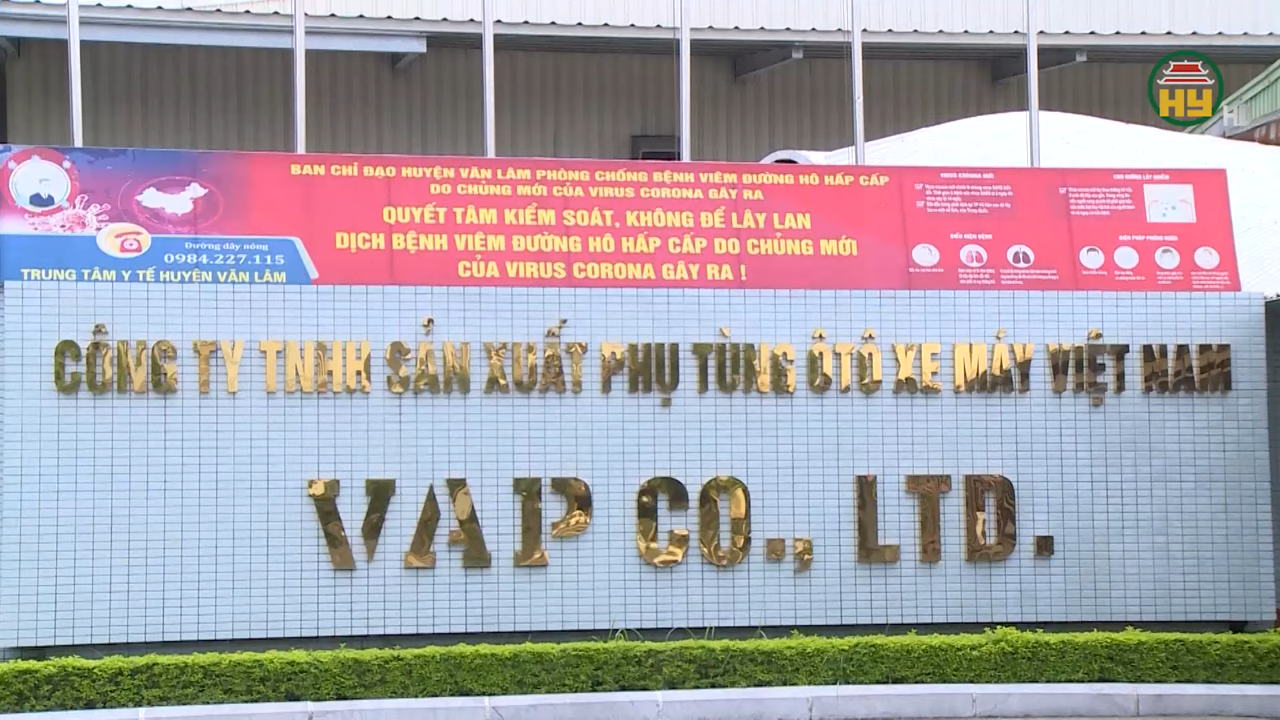 HY
H
BAN CHỈ ĐẠO HUYỆN VĂN LÂM PHÒNG CHỐNG BỆNH VIÊM ĐƯỜNG HÔ HẤP CẤP
DO CHỦNG MỚI CỦA VIRUS CORONA GÂY RA
QUYẾT TÂM KIỂM SOÁT, KHÔNG ĐỂ LÂY LAN
DỊCH BỆNH VIÊM ĐƯỜNG HÔ HẤP CẤP DO CHỦNG MỚI
CỦA VIRUS CORONA GÂY RA !
Đường dây nóng
0984.227.115
TRUNG TÂM Y TẾ HUYỆN VĂN LÂM
VIRUS CORONA MỚI
CON ĐƯỜNG LÂY NHIỄM
BIỂU HIỆN BỆNH
BIỆN PHÁP PHÒNG NGỪA
CÔNG TY TNHH SẢN XUẤT PHỤ TÙNG ÔTÔ XE MÁY VIỆT NAM
VAP CO., LTD.